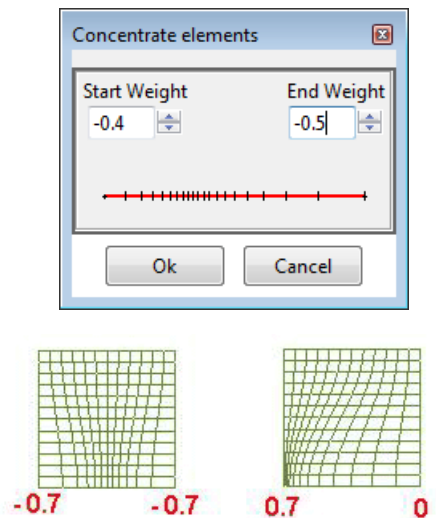 Concentrate elements
Start Weight End Weight
-0.4 -0.5
Ok Cancel
-0.7 -0.7 0.7 0